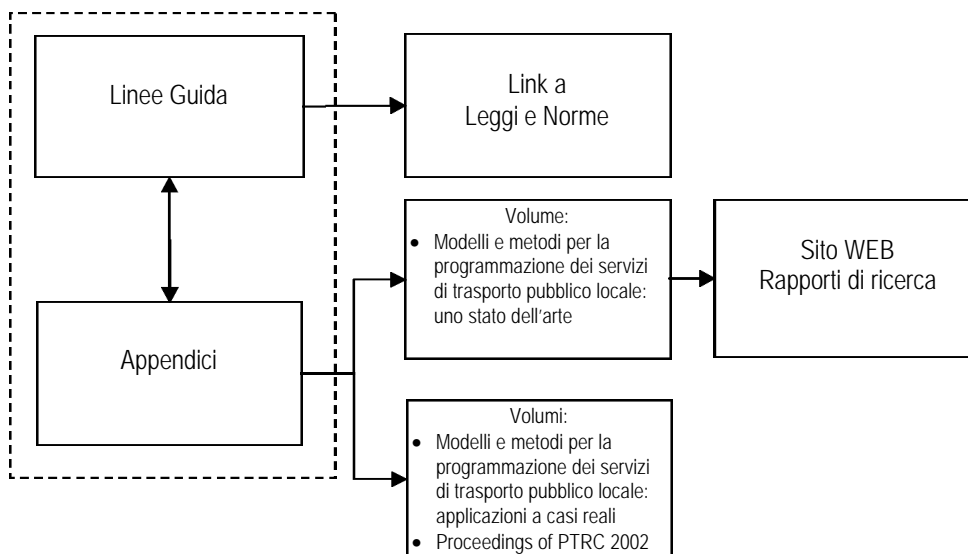 Linee Guida
Link a
Leggi e Norme
Volume:
• Modelli e metodi per la
programmazione dei servizi
di trasporto pubblico locale:
uno stato dell'arte
Sito WEB
Rapporti di ricerca
Appendici
Volumi:
• Modelli e metodi per la
programmazione dei servizi
di trasporto pubblico locale:
applicazioni a casi reali
• Proceedings of PTRC 2002